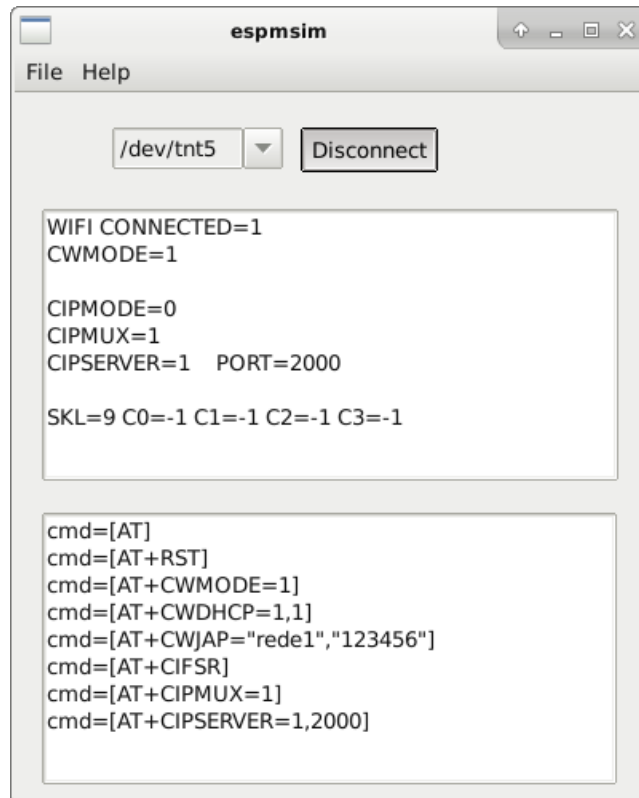 espmsim
File Help
/dev/tnt5 Disconnect
WIFI CONNECTED=1
CWMODE=1
CIPMODE=0
CIPMUX=1
CIPSERVER=1 PORT=2000
SKL=9 C0=-1 C1=-1 C2=-1 C3=-1
cmd=[AT]
cmd=[AT+RST]
cmd=[AT+CWMODE=1]
cmd=[AT+CWDHCP=1,1]
cmd=[AT+CWJAP="rede1","123456"]
cmd=[AT+CIFSR]
cmd=[AT+CIPMUX=1]
cmd=[AT+CIPSERVER=1,2000]